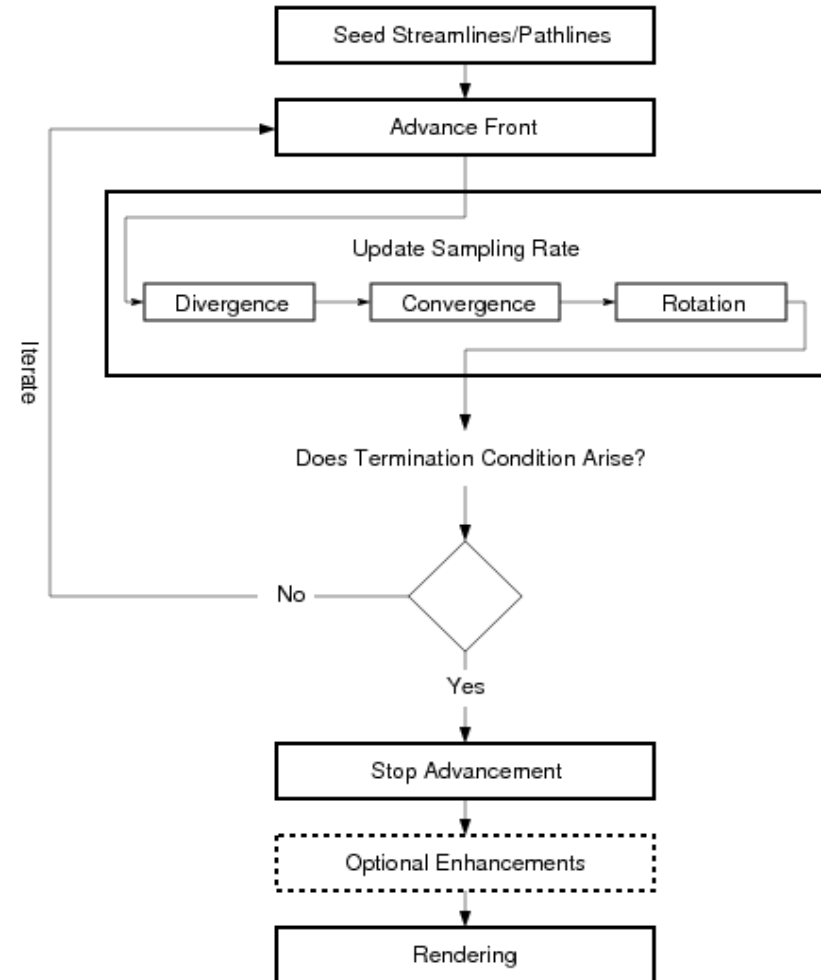 Seed Streamlines/Pathlines
Advance Front
Update Sampling Rate
Divergence
Convergence
Rotation
Iterate
Does Termination Condition Arise?
No
Yes
Stop Advancement
Optional Enhancements
Rendering